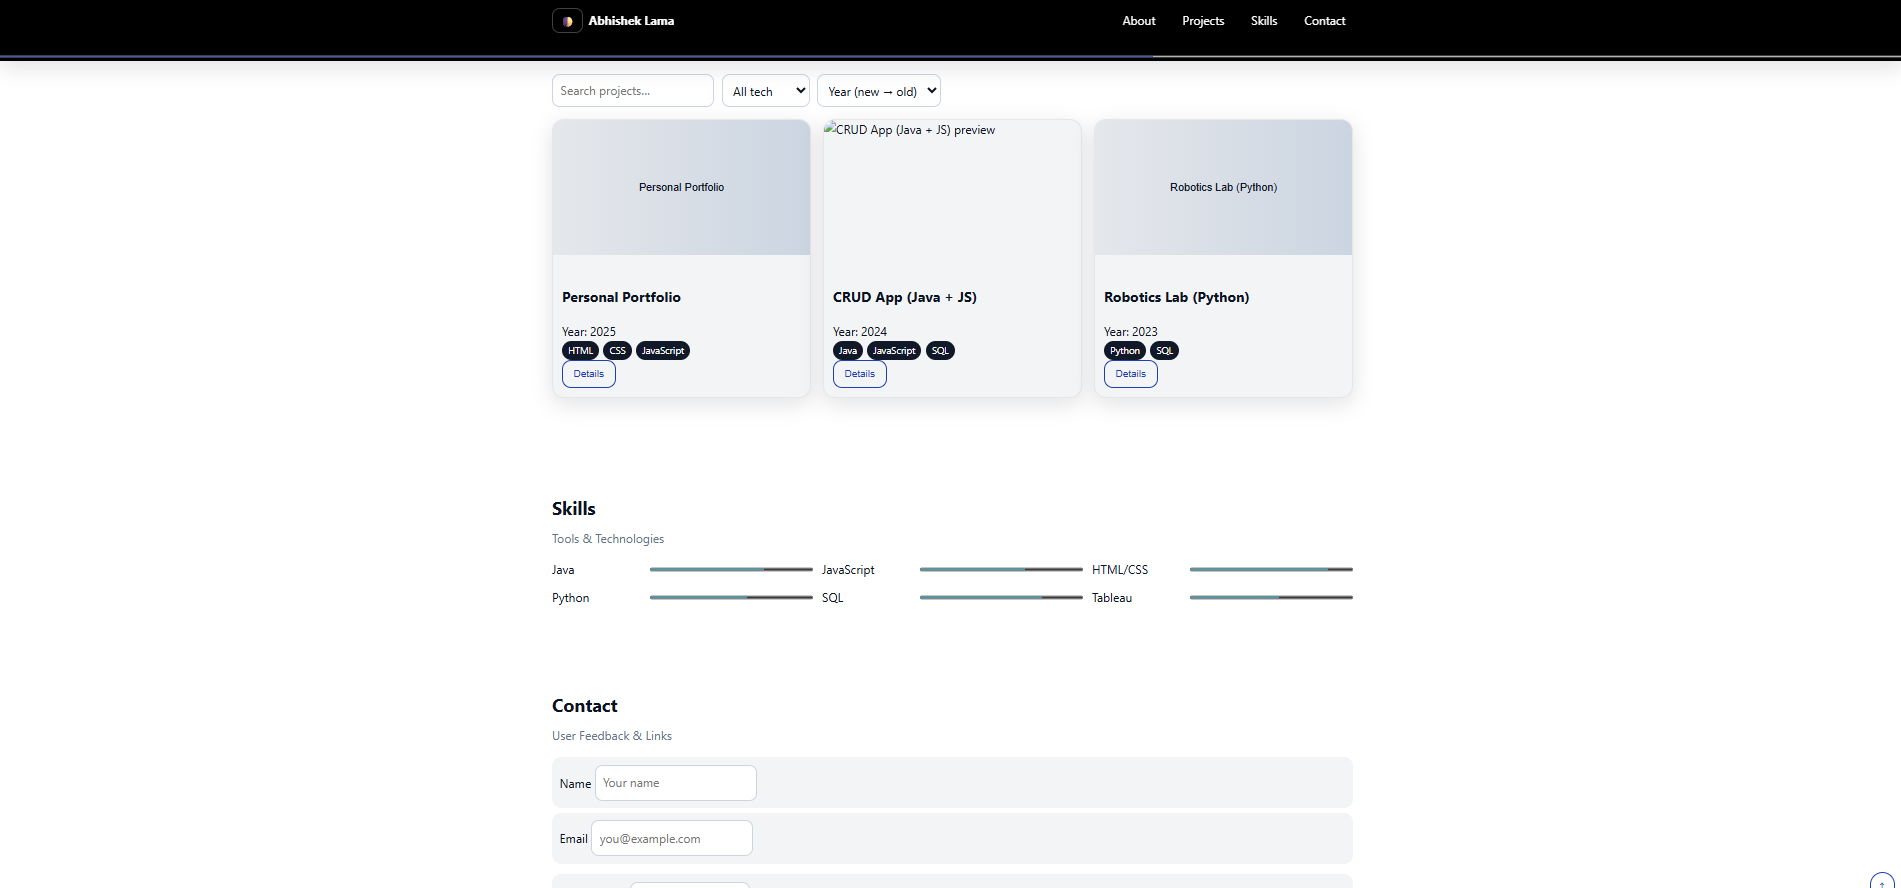 Abhishek Lama
About Projects Skills Contact
Search projects... All tech Year (new → old)
Personal Portfolio
CRUD App (Java + JS) preview
Robotics Lab (Python)
Personal Portfolio
Year: 2025
HTML CSS JavaScript
Details
CRUD App (Java + JS)
Year: 2024
Java JavaScript SQL
Details
Robotics Lab (Python)
Year: 2023
Python SQL
Details
Skills
Tools & Technologies
Java JavaScript HTML/CSS
Python SQL Tableau
Contact
User Feedback & Links
Name Your name
Email you@example.com
↑